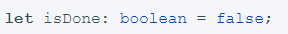 let isDone: boolean = false;